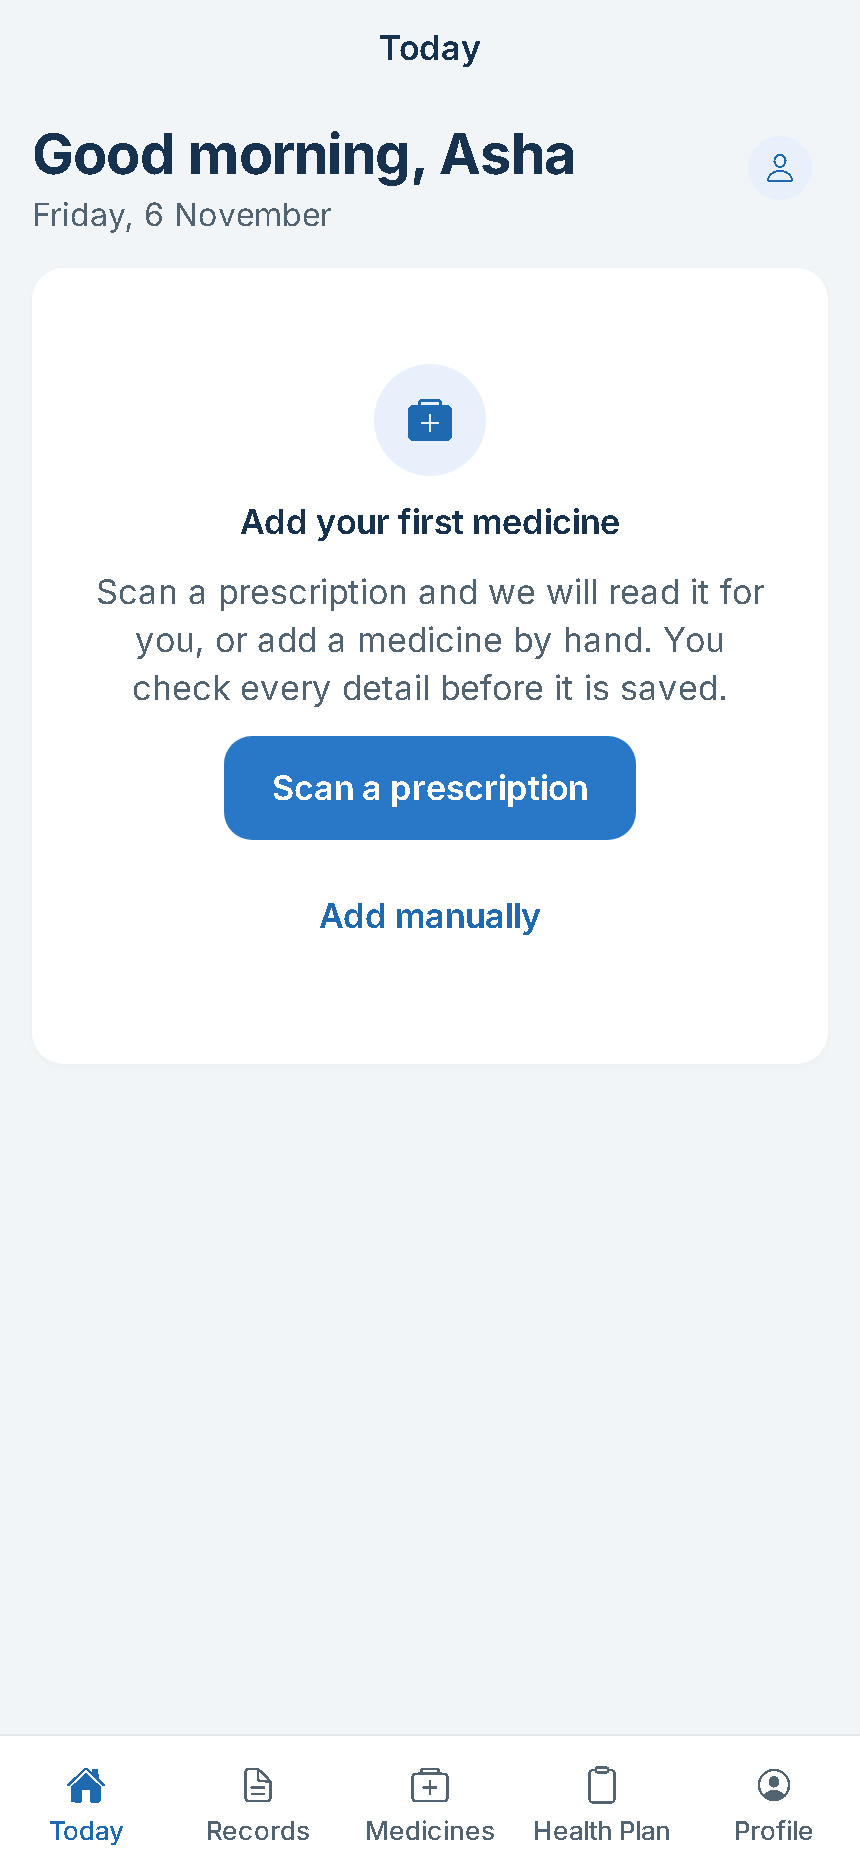 Today
Good morning, Asha
Friday, 6 November
Add your first medicine
Scan a prescription and we will read it for
you, or add a medicine by hand. You
check every detail before it is saved.
Scan a prescription
Add manually
Today
Records
Medicines
Health Plan
Profile